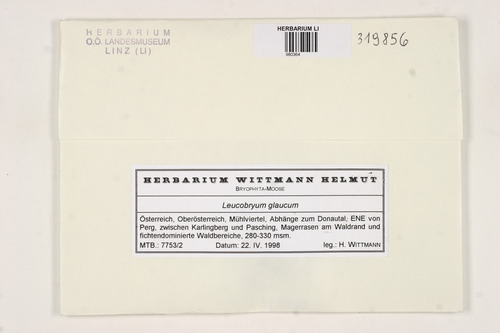 HERBARIUM
O.Ö. LANDESMUSEUM
LINZ (LI)
HERBARIUM LI
980364
319856
HERBARIUM WITTMANN HELMUT
BRYOPHYTA-MOOSE
Leucobryum glaucum
Österreich, Oberösterreich, Mühlviertel, Abhänge zum Donautal; ENE von
Perg, zwischen Karlingberg und Pasching, Magerrasen am Waldrand und
fichtendominierte Waldbereiche, 280-330 msm.
MTB.: 7753/2 Datum: 22. IV. 1998 leg.: H. WITTMANN